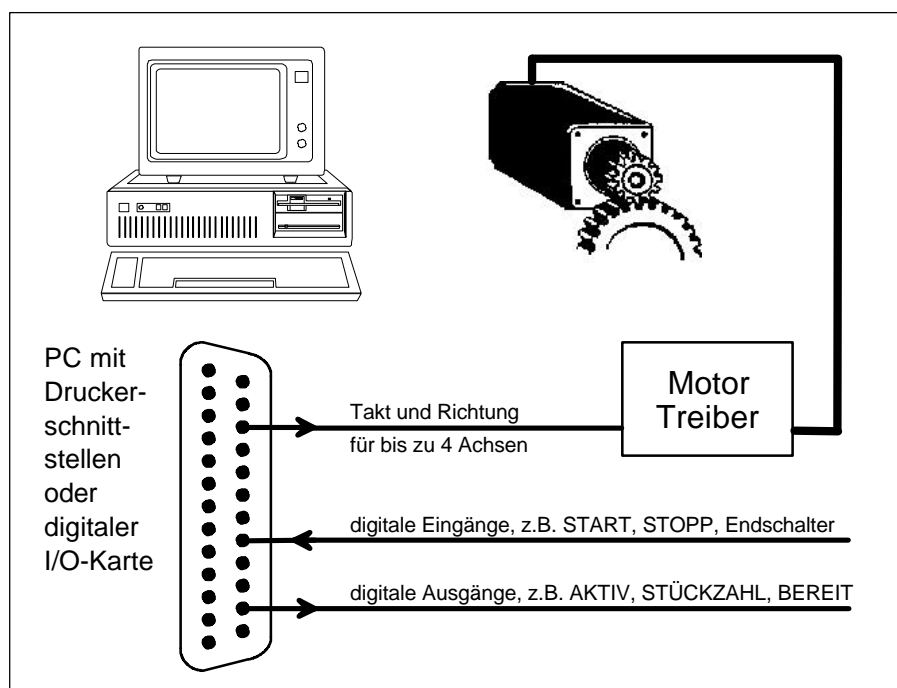 PC mit
Drucker-
schnitt-
stellen
oder
digitaler
I/O-Karte
Takt und Richtung
für bis zu 4 Achsen
Motor
Treiber
digitale Eingänge, z.B. START, STOPP, Endschalter
digitale Ausgänge, z.B. AKTIV, STÜCKZAHL, BEREIT